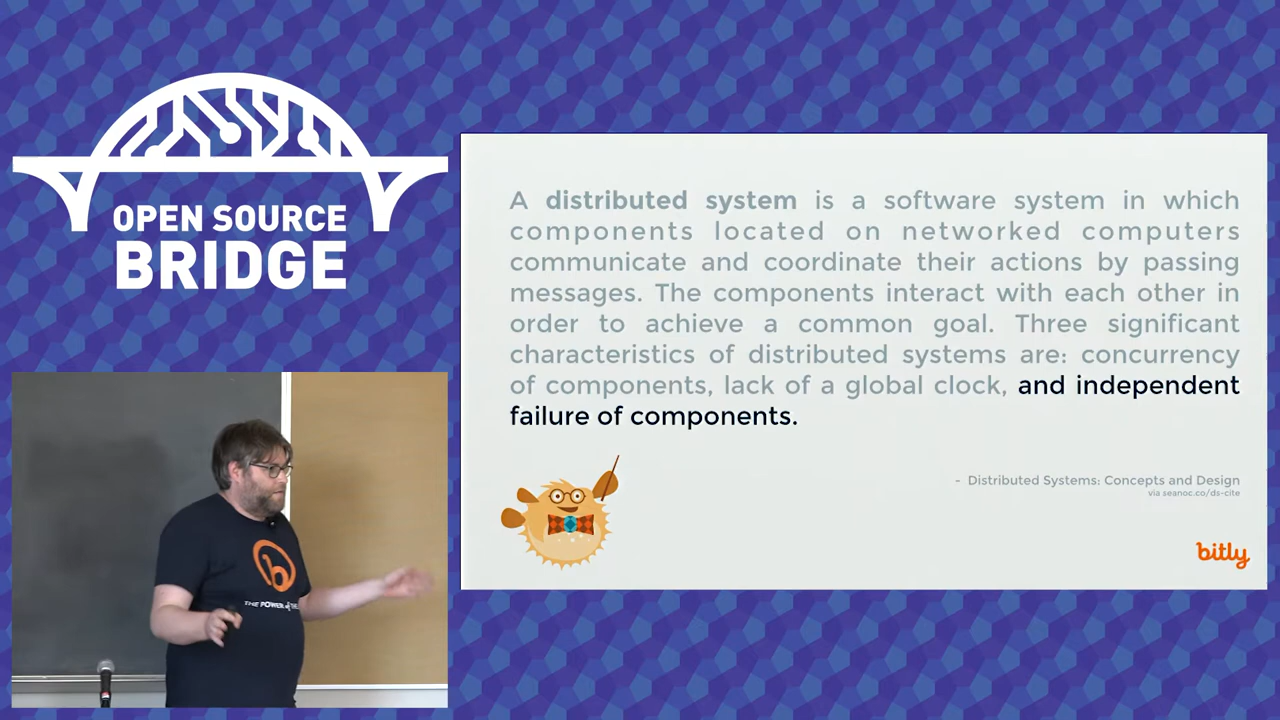 OPEN SOURCE
BRIDGE
A distributed system is a software system in which
components located on networked computers
communicate and coordinate their actions by passing
messages. The components interact with each other in
order to achieve a common goal. Three significant
characteristics of distributed systems are: concurrency
of components, lack of a global clock, and independent
failure of components.
- Distributed Systems: Concepts and Design
via seanoc.co/ds-cite
bitly
b
THE POWER